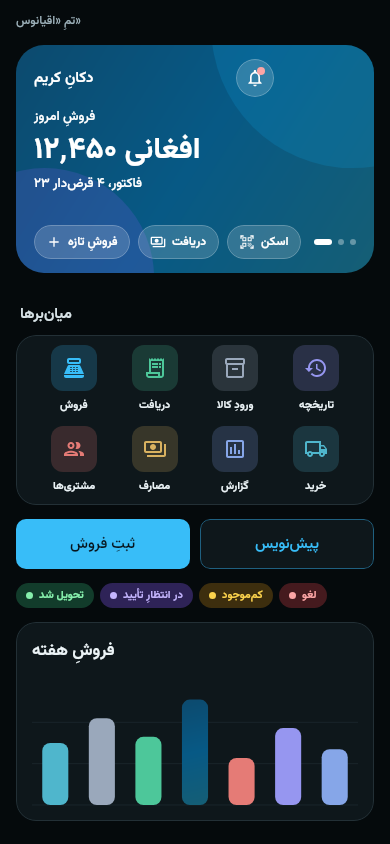 «تمِ «اقیانوس
دکانِ کریم
فروشِ امروز
۱۲,۴۵۰ افغانی
۲۳ فاکتور، ۴ قرض‌دار
فروشِ تازه
دریافت
اسکن
میان‌برها
فروش
دریافت
ورودِ کالا
تاریخچه
مشتری‌ها
مصارف
گزارش
خرید
ثبتِ فروش
پیش‌نویس
تحویل شد
در انتظارِ تأیید
کم‌موجود
لغو
فروشِ هفته